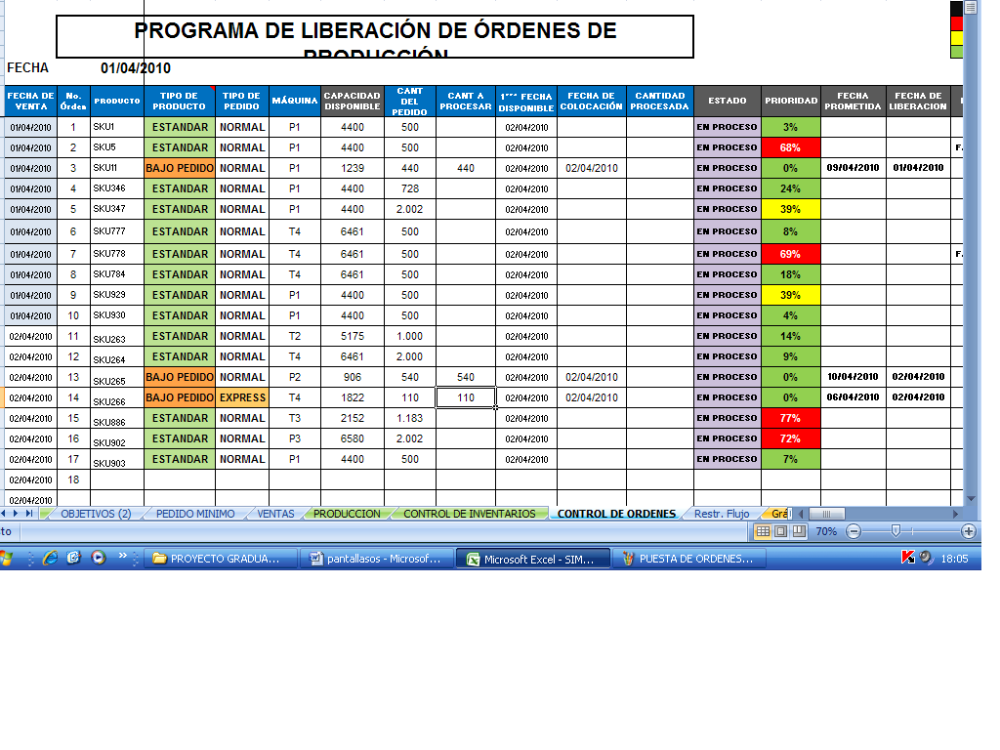 PROGRAMA DE LIBERACIÓN DE ÓRDENES DE
PRODUCCIÓN
FECHA 01/04/2010
FECHA DE VENTA No. Órden PRODUCTO TIPO DE PRODUCTO TIPO DE PEDIDO MÁQUINA CAPACIDAD DISPONIBLE CANT DEL PEDIDO CANT A PROCESAR FECHA DISPONIBLE FECHA DE COLOCACIÓN CANTIDAD PROCESADA ESTADO PRIORIDAD FECHA PROMETIDA FECHA DE LIBERACION
01/04/2010 1 SKU1 ESTANDAR NORMAL P1 4400 500 02/04/2010 EN PROCESO 3%
01/04/2010 2 SKU5 ESTANDAR NORMAL P1 4400 500 02/04/2010 EN PROCESO 68% F.
01/04/2010 3 SKU11 BAJO PEDIDO NORMAL P1 1239 440 440 02/04/2010 02/04/2010 EN PROCESO 0% 09/04/2010 01/04/2010
01/04/2010 4 SKU346 ESTANDAR NORMAL P1 4400 728 02/04/2010 EN PROCESO 24%
01/04/2010 5 SKU347 ESTANDAR NORMAL P1 4400 2.002 02/04/2010 EN PROCESO 39%
01/04/2010 6 SKU777 ESTANDAR NORMAL T4 6461 500 02/04/2010 EN PROCESO 8%
01/04/2010 7 SKU778 ESTANDAR NORMAL T4 6461 500 02/04/2010 EN PROCESO 69% F.
01/04/2010 8 SKU784 ESTANDAR NORMAL T4 6461 500 02/04/2010 EN PROCESO 18%
01/04/2010 9 SKU929 ESTANDAR NORMAL P1 4400 500 02/04/2010 EN PROCESO 39%
01/04/2010 10 SKU930 ESTANDAR NORMAL P1 4400 500 02/04/2010 EN PROCESO 4%
02/04/2010 11 SKU263 ESTANDAR NORMAL T2 5175 1.000 02/04/2010 EN PROCESO 14%
02/04/2010 12 SKU264 ESTANDAR NORMAL T4 6461 2.000 02/04/2010 EN PROCESO 9%
02/04/2010 13 SKU265 BAJO PEDIDO NORMAL P2 906 540 540 02/04/2010 02/04/2010 EN PROCESO 0% 10/04/2010 02/04/2010
02/04/2010 14 SKU266 BAJO PEDIDO EXPRESS T4 1822 110 110 02/04/2010 02/04/2010 EN PROCESO 0% 06/04/2010 02/04/2010
02/04/2010 15 SKU886 ESTANDAR NORMAL T3 2152 1.183 02/04/2010 EN PROCESO 77%
02/04/2010 16 SKU902 ESTANDAR NORMAL P3 6580 2.002 02/04/2010 EN PROCESO 72%
02/04/2010 17 SKU903 ESTANDAR NORMAL P1 4400 500 02/04/2010 EN PROCESO 7%
02/04/2010 18
02/04/2010
OBJETIVOS (2) PEDIDO MINIMO VENTAS PRODUCCION CONTROL DE INVENTARIOS CONTROL DE ORDENES Restr. Flujo Grá
to 70%
PROYECTO GRADUA... pantallasos - Microsof... Microsoft Excel - SIM... PUESTA DE ORDENES... 18:05